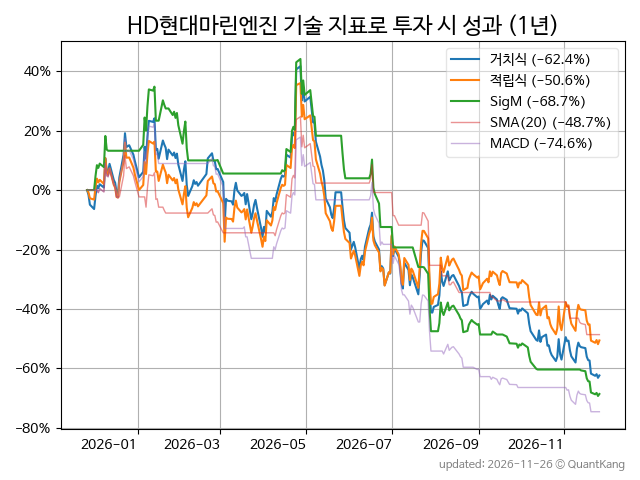 HD현대마린엔진 기술 지표로 투자 시 성과 (1년)
거치식 (−62.4%)
적립식 (−50.6%)
SigM (−68.7%)
SMA(20) (−48.7%)
MACD (−74.6%)
40%
20%
0%
−20%
−40%
−60%
−80%
2026-01 2026-03 2026-05 2026-07 2026-09 2026-11
updated: 2026-11-26 © QuantKang